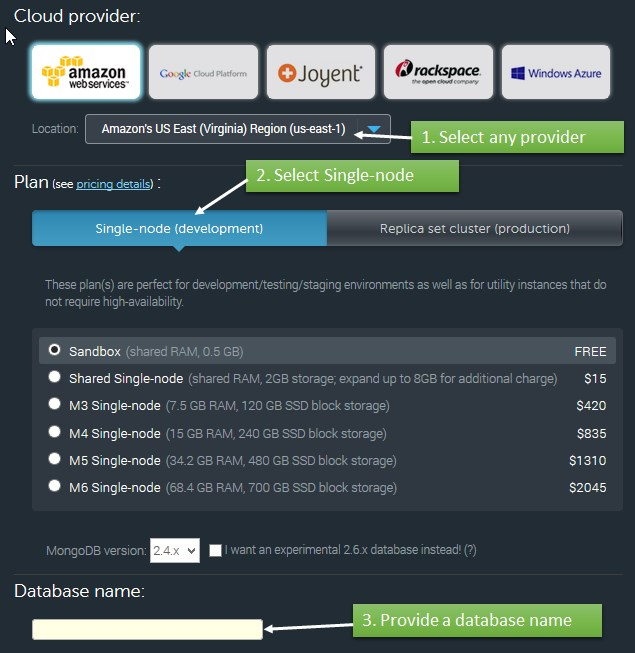 Cloud provider:
amazon
web services™
Google Cloud Platform
Joyent®
rackspace.
the open cloud company
Windows Azure
Location: Amazon's US East (Virginia) Region (us-east-1)
1. Select any provider
2. Select Single-node
Plan (see pricing details) :
Single-node (development) Replica set cluster (production)
These plan(s) are perfect for development/testing/staging environments as well as for utility instances that do
not require high-availability.
Sandbox (shared RAM, 0.5 GB) FREE
Shared Single-node (shared RAM, 2GB storage; expand up to 8GB for additional charge) $15
M3 Single-node (7.5 GB RAM, 120 GB SSD block storage) $420
M4 Single-node (15 GB RAM, 240 GB SSD block storage) $835
M5 Single-node (34.2 GB RAM, 480 GB SSD block storage) $1310
M6 Single-node (68.4 GB RAM, 700 GB SSD block storage) $2045
MongoDB version: 2.4.x I want an experimental 2.6.x database instead! (?)
Database name:
3. Provide a database name